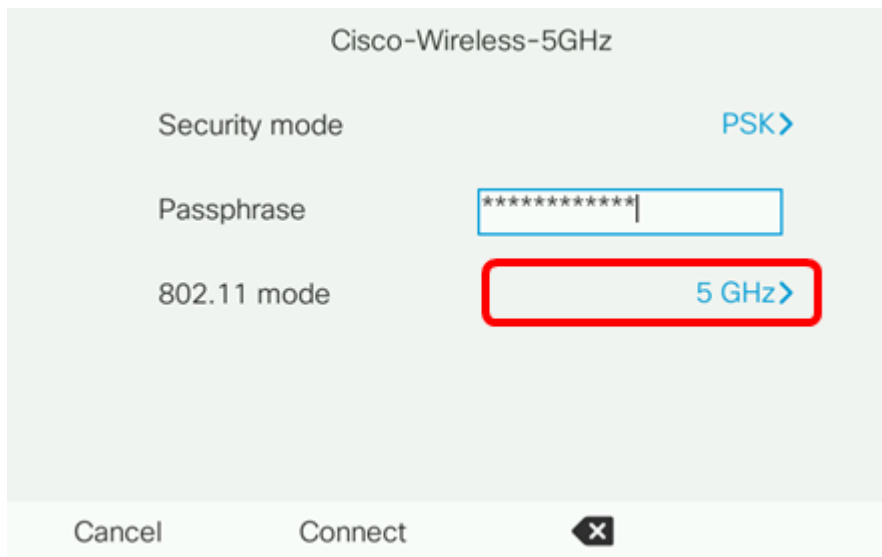 Cisco-Wireless-5GHz
Security mode PSK
Passphrase ************
802.11 mode 5 GHz
Cancel Connect